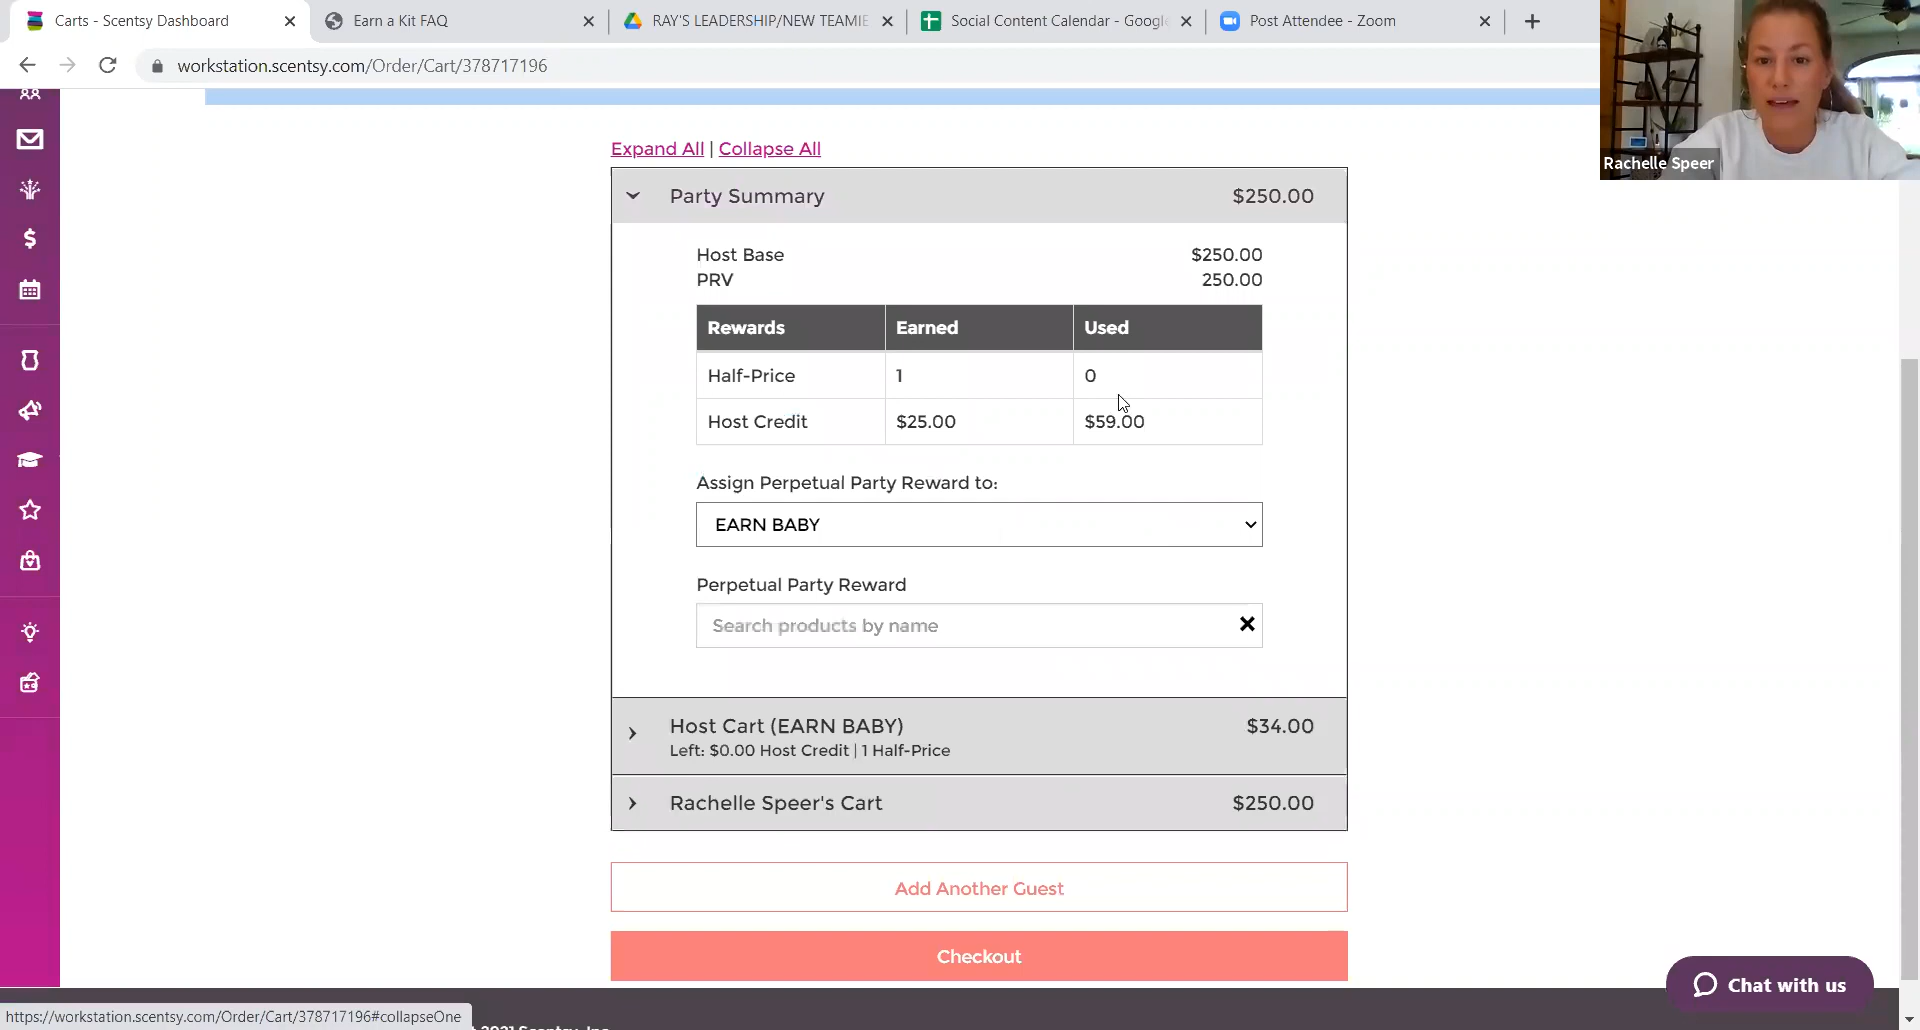 Carts - Scentsy Dashboard
Earn a Kit FAQ
RAY'S LEADERSHIP/NEW TEAMIE
Social Content Calendar - Google
Post Attendee - Zoom
workstation.scentsy.com/Order/Cart/378717196
Rachelle Speer
Expand All | Collapse All
Party Summary $250.00
Host Base $250.00
PRV 250.00
Rewards Earned Used
Half-Price 1 0
Host Credit $25.00 $59.00
Assign Perpetual Party Reward to:
EARN BABY
Perpetual Party Reward
Search products by name
Host Cart (EARN BABY) $34.00
Left: $0.00 Host Credit | 1 Half-Price
Rachelle Speer's Cart $250.00
Add Another Guest
Checkout
Chat with us
https://workstation.scentsy.com/Order/Cart/378717196#collapseOne
2021 Scentsy, Inc.